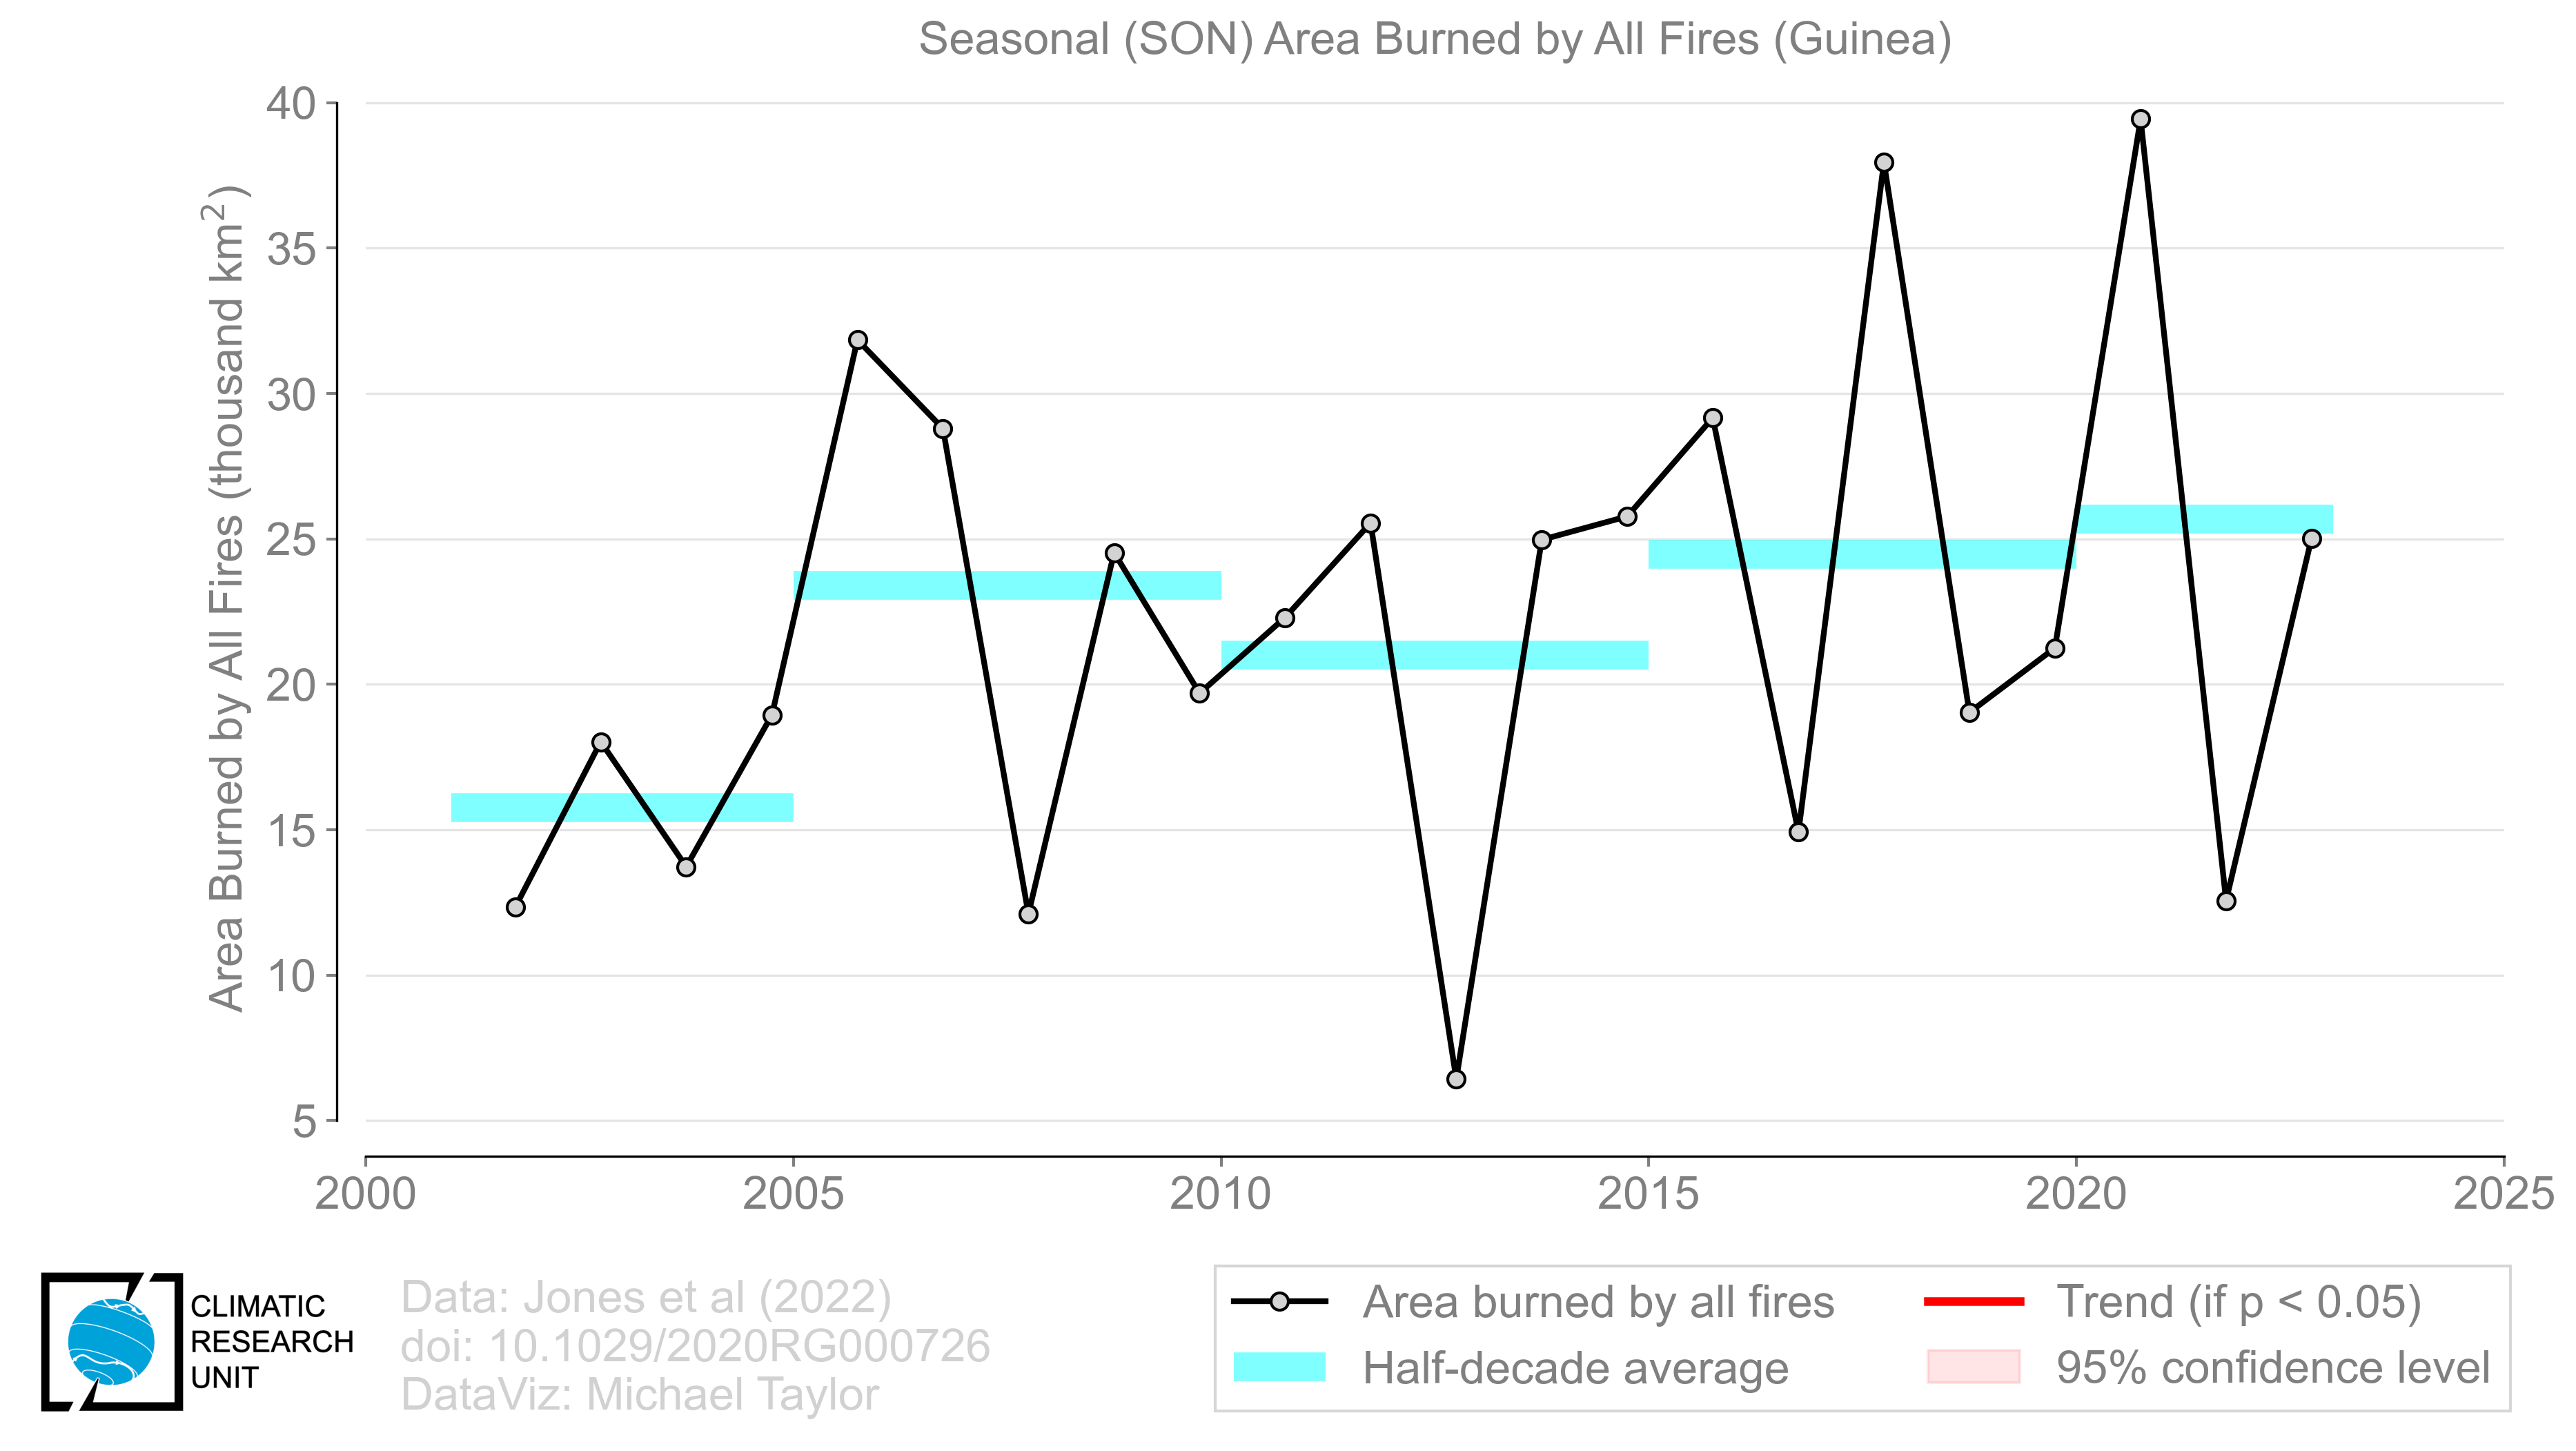 Seasonal (SON) Area Burned by All Fires (Guinea)
Area Burned by All Fires (thousand km²)
40
35
30
25
20
15
10
5
2000 2005 2010 2015 2020 2025
CLIMATIC
RESEARCH
UNIT
Data: Jones et al (2022)
doi: 10.1029/2020RG000726
DataViz: Michael Taylor
Area burned by all fires
Half-decade average
Trend (if p < 0.05)
95% confidence level